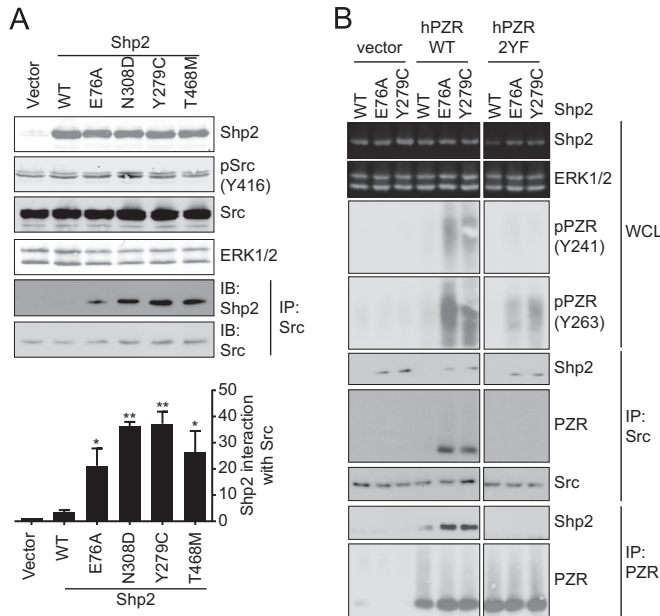 A
Shp2
Vector
WT
E76A
N308D
Y279C
T468M
Shp2
pSrc
(Y416)
Src
ERK1/2
IB:
Shp2
IB:
Src
IP:
Src
50
40
30
20
10
0
Shp2 interaction
with Src
*
**
**
*
Vector
WT
E76A
N308D
Y279C
T468M
Shp2
B
vector
hPZR
WT
hPZR
2YF
WT
E76A
Y279C
WT
E76A
Y279C
WT
E76A
Y279C
Shp2
Shp2
ERK1/2
pPZR
(Y241)
pPZR
(Y263)
WCL
Shp2
PZR
Src
IP:
Src
Shp2
PZR
IP:
PZR